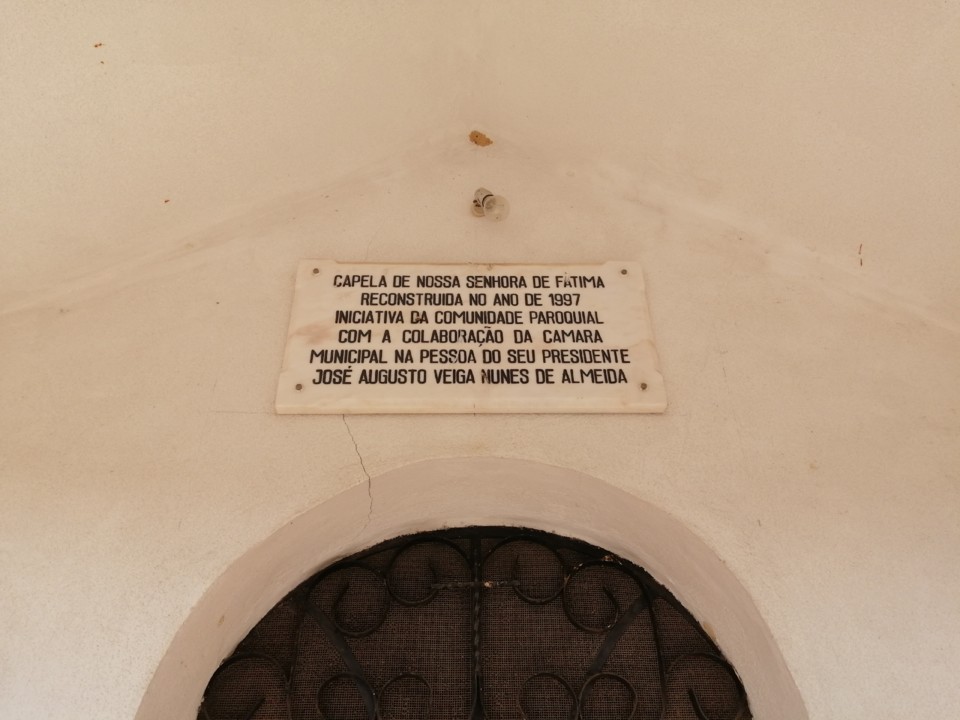 CAPELA DE NOSSA SENHORA DE FÁTIMA
RECONSTRUIDA NO ANO DE 1997
INICIATIVA DA COMUNIDADE PAROQUIAL
COM A COLABORAÇÃO DA CAMARA
MUNICIPAL NA PESSOA DO SEU PRESIDENTE
JOSÉ AUGUSTO VEIGA NUNES DE ALMEIDA